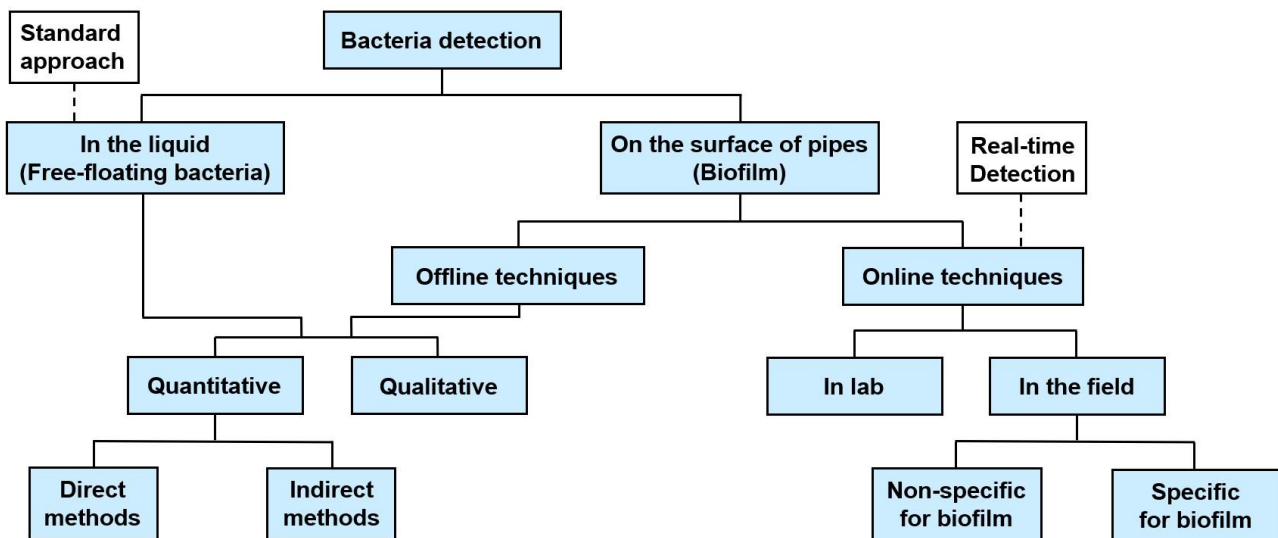 Standard
approach
Bacteria detection
In the liquid
(Free-floating bacteria)
On the surface of pipes
(Biofilm)
Real-time
Detection
Offline techniques
Online techniques
Quantitative
Qualitative
In lab
In the field
Direct
methods
Indirect
methods
Non-specific
for biofilm
Specific
for biofilm